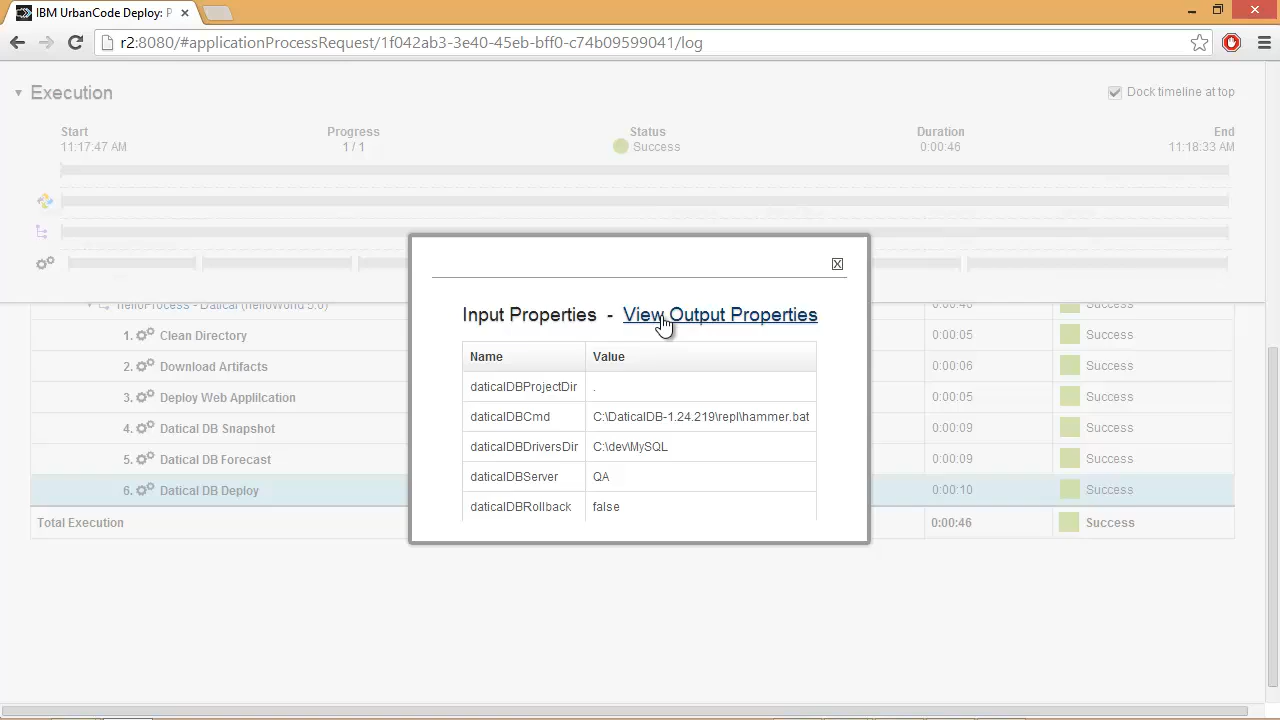 IBM UrbanCode Deploy: P
r2:8080/#applicationProcessRequest/1f042ab3-3e40-45eb-bff0-c74b09599041/log
Execution
Dock timeline at top
Start Progress Status Duration End
11:17:47 AM 1 / 1 Success 0:00:46 11:18:33 AM
Input Properties - View Output Properties
Name Value
daticalDBProjectDir .
daticalDBCmd C:\DaticalDB-1.24.219\repl\hammer.bat
daticalDBDriversDir C:\dev\MySQL
daticalDBServer QA
daticalDBRollback false
helloProcess - Datical (helloWorld 5.0) 0:00:46 Success
1. Clean Directory 0:00:05 Success
2. Download Artifacts 0:00:06 Success
3. Deploy Web Applilcation 0:00:05 Success
4. Datical DB Snapshot 0:00:09 Success
5. Datical DB Forecast 0:00:09 Success
6. Datical DB Deploy 0:00:10 Success
Total Execution 0:00:46 Success